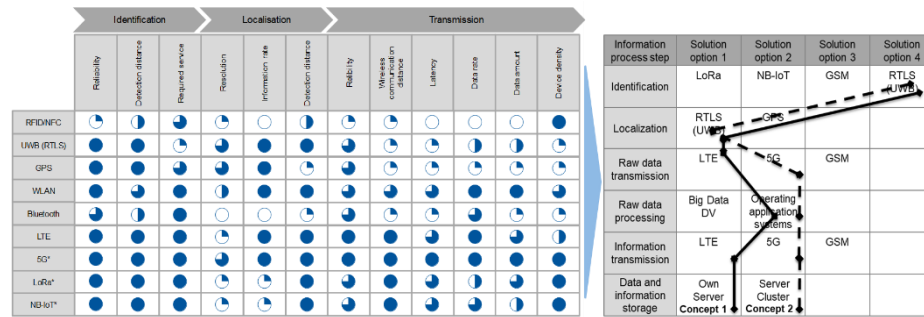 Identification
Localisation
Transmission
Reliability
Detection distance
Required service
Resolution
Information rate
Detection distance
Reliblity
Wireless
communication
distance
Latency
Data rate
Data amount
Device density
RFID/NFC
UWB (RTLS)
GPS
WLAN
Bluetooth
LTE
5G*
LoRa*
NB-IoT*
Information
process step
Solution
option 1
Solution
option 2
Solution
option 3
Solution
option 4
Identification
LoRa
NB-IoT
GSM
RTLS
(UWB)
Localization
RTLS
(UWB)
GPS
Raw data
transmission
LTE
5G
GSM
Raw data
processing
Big Data
DV
Operating
application
systems
Information
transmission
LTE
5G
GSM
Data and
information
storage
Own
Server
Concept 1
Server
Cluster
Concept 2